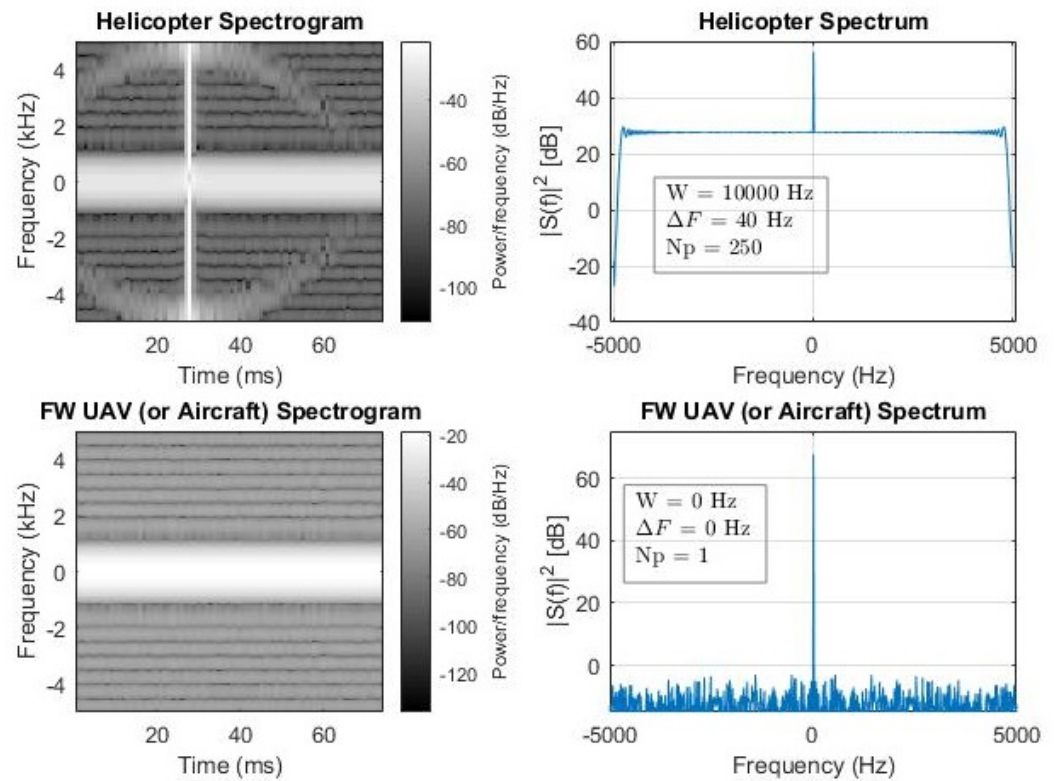 Helicopter Spectrogram
4
2
0
-2
-4
Frequency (kHz)
20
40
60
Time (ms)
-40
-60
-80
-100
Power/frequency (dB/Hz)
Helicopter Spectrum
60
40
20
0
-20
-40
|S(f)|² [dB]
W = 10000 Hz
ΔF = 40 Hz
Np = 250
-5000
0
5000
Frequency (Hz)
FW UAV (or Aircraft) Spectrogram
4
2
0
-2
-4
Frequency (kHz)
20
40
60
Time (ms)
-20
-40
-60
-80
-100
-120
Power/frequency (dB/Hz)
FW UAV (or Aircraft) Spectrum
60
40
20
0
|S(f)|² [dB]
W = 0 Hz
ΔF = 0 Hz
Np = 1
-5000
0
5000
Frequency (Hz)